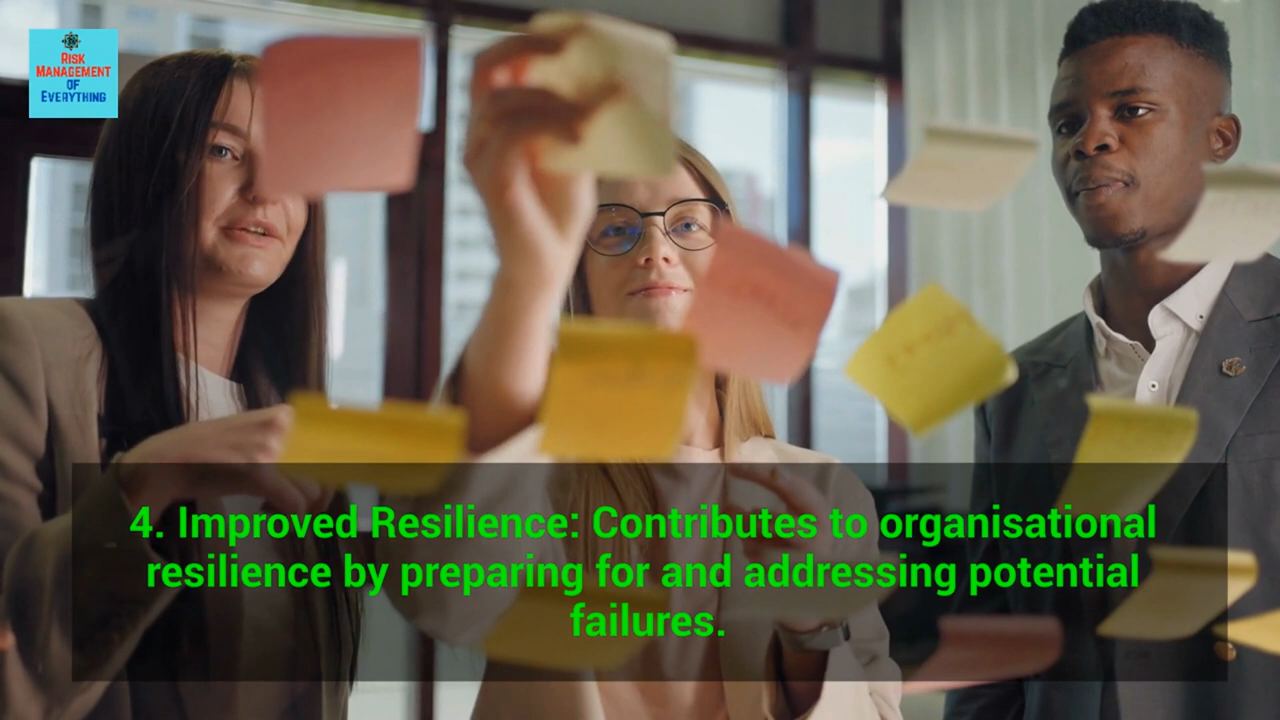 RISK
MANAGEMENT
OF
EVERYTHING
4. Improved Resilience: Contributes to organisational
resilience by preparing for and addressing potential
failures.